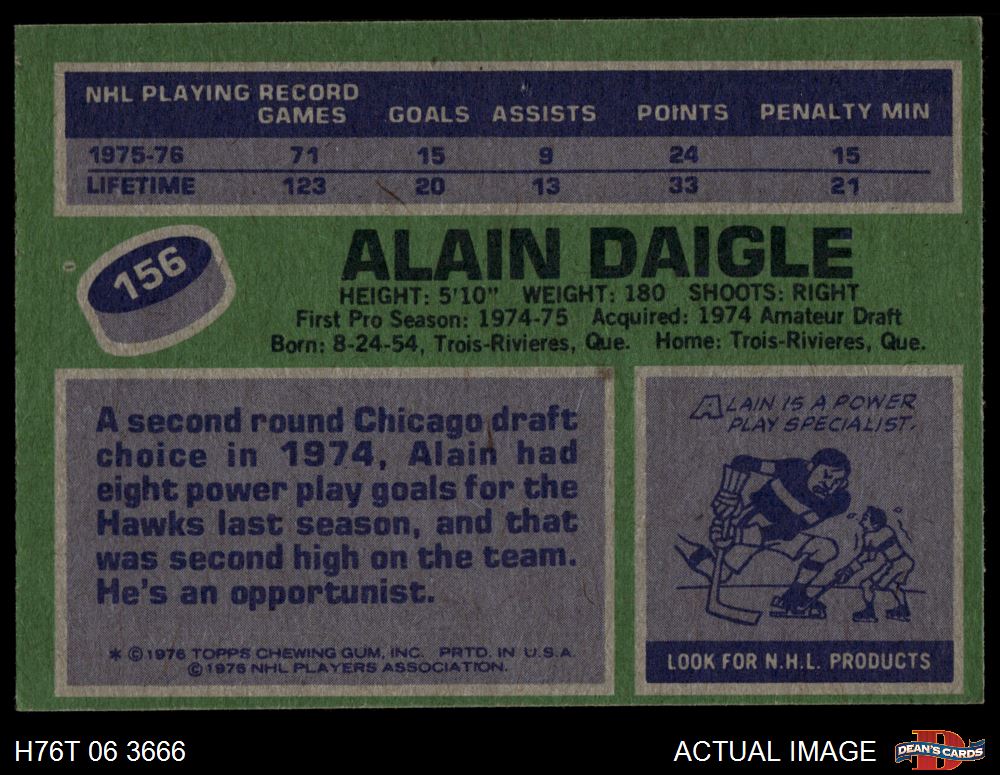 NHL PLAYING RECORD
GAMES GOALS ASSISTS POINTS PENALTY MIN
1975-76 71 15 9 24 15
LIFETIME 123 20 13 33 21
156
ALAIN DAIGLE
HEIGHT: 5'10" WEIGHT: 180 SHOOTS: RIGHT
First Pro Season: 1974-75 Acquired: 1974 Amateur Draft
Born: 8-24-54, Trois-Rivieres, Que. Home: Trois-Rivieres, Que.
A second round Chicago draft
choice in 1974, Alain had
eight power play goals for the
Hawks last season, and that
was second high on the team.
He's an opportunist.
* ©1976 TOPPS CHEWING GUM, INC. PRTD. IN U.S.A.
©1976 NHL PLAYERS ASSOCIATION.
ALAIN IS A POWER
PLAY SPECIALIST.
LOOK FOR N.H.L. PRODUCTS
H76T 06 3666
ACTUAL IMAGE
DEAN'S CARDS